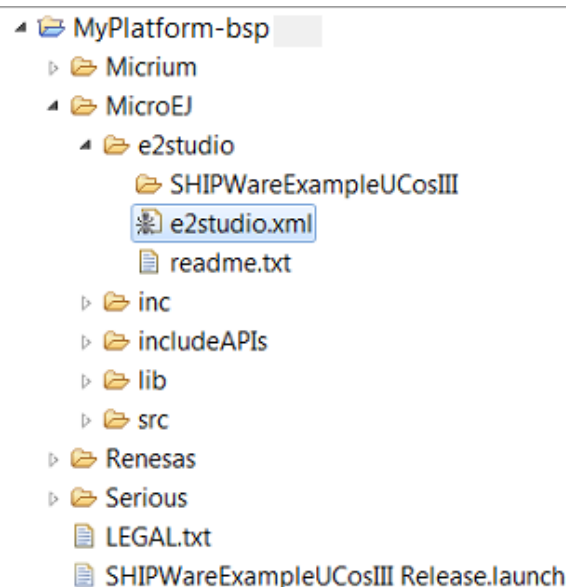 MyPlatform-bsp
Micrium
MicroEJ
e2studio
SHIPWareExampleUCosIII
e2studio.xml
readme.txt
inc
includeAPIs
lib
src
Renesas
Serious
LEGAL.txt
SHIPWareExampleUCosIII Release.launch